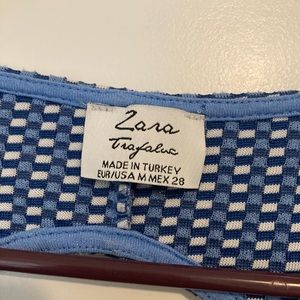 Zara
Trafaluc
MADE IN TURKEY
EUR/USA M MEX 28